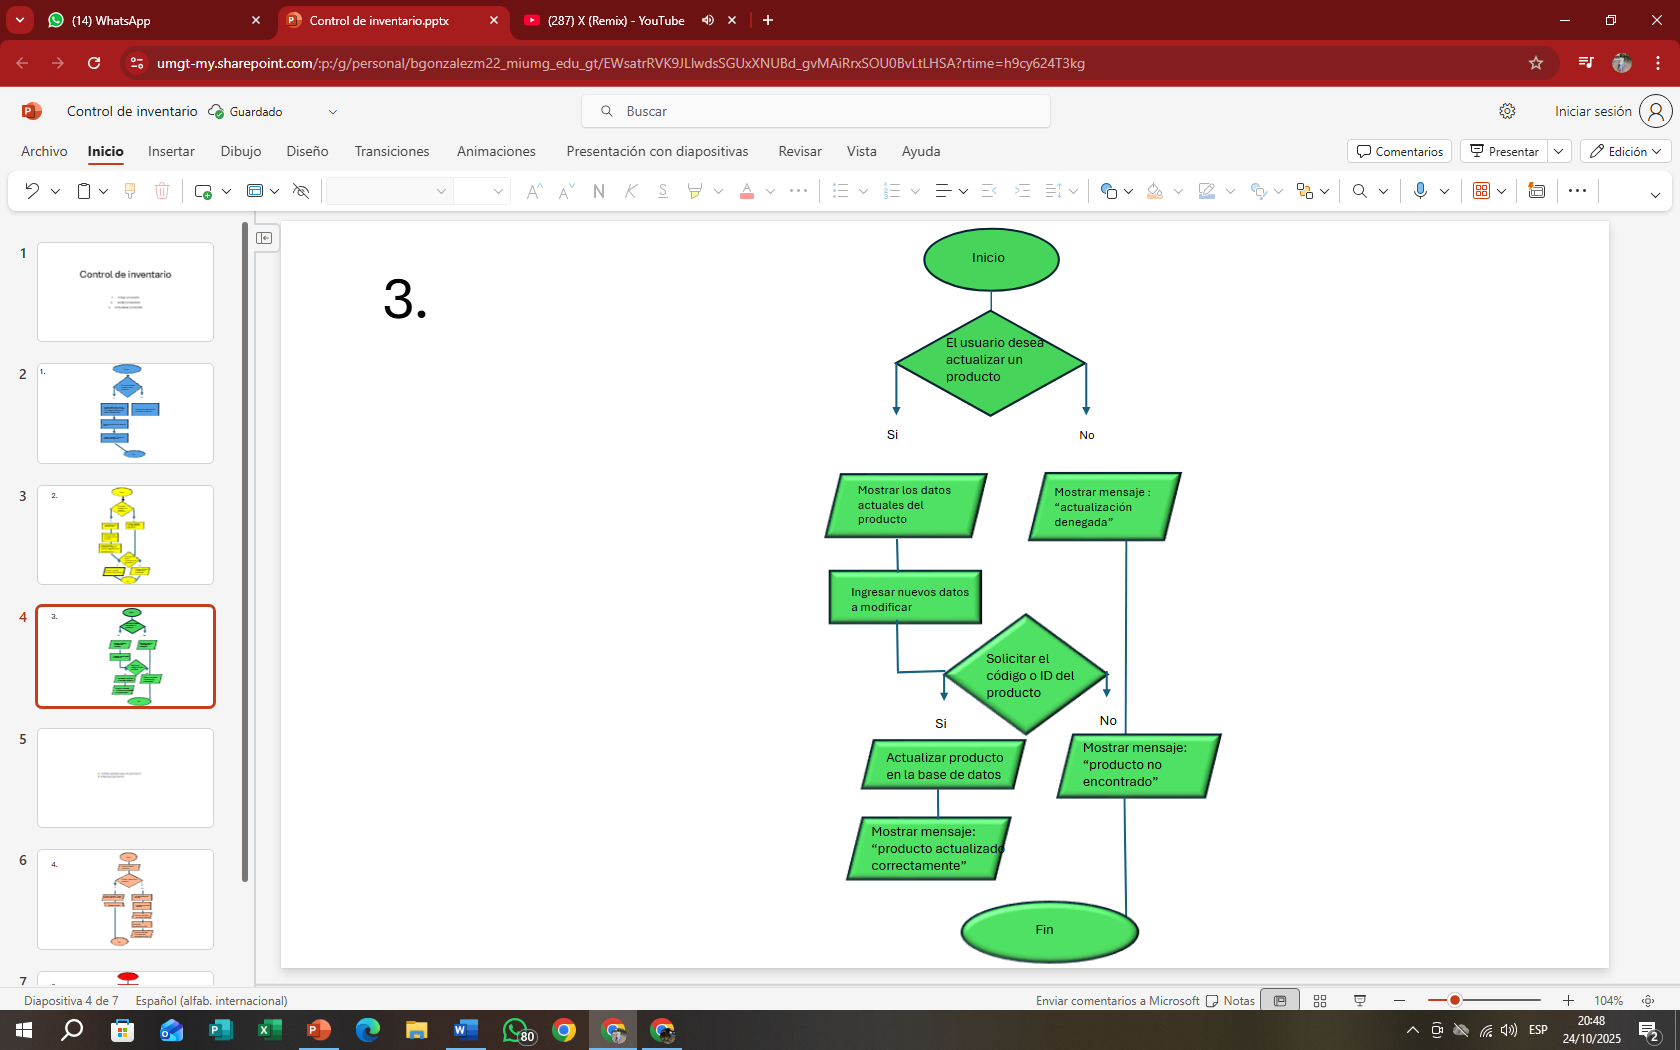 (14) WhatsApp
Control de inventario.pptx
(287) X (Remix) - YouTube
umgt-my.sharepoint.com/:p:/g/personal/bgonzalezm22_miumg_edu_gt/EWsatrRVK9JLlwdsSGUxXNUBd_gvMAiRrxSOU0BvLtLHSA?rtime=h9cy624T3kg
Control de inventario
Guardado
Buscar
Iniciar sesión
Archivo
Inicio
Insertar
Dibujo
Diseño
Transiciones
Animaciones
Presentación con diapositivas
Revisar
Vista
Ayuda
Comentarios
Presentar
Edición
N
K
S
1
Control de inventario
2
1.
3
2.
4
3.
5
6
4.
7
3.
Inicio
El usuario desea
actualizar un
producto
Si
No
Mostrar los datos
actuales del
producto
Mostrar mensaje :
“actualización
denegada”
Ingresar nuevos datos
a modificar
Solicitar el
código o ID del
producto
Si
No
Actualizar producto
en la base de datos
Mostrar mensaje:
“producto no
encontrado”
Mostrar mensaje:
“producto actualizado
correctamente”
Fin
Diapositiva 4 de 7
Español (alfab. internacional)
Enviar comentarios a Microsoft
Notas
104%
80
ESP
20:48
24/10/2025
2